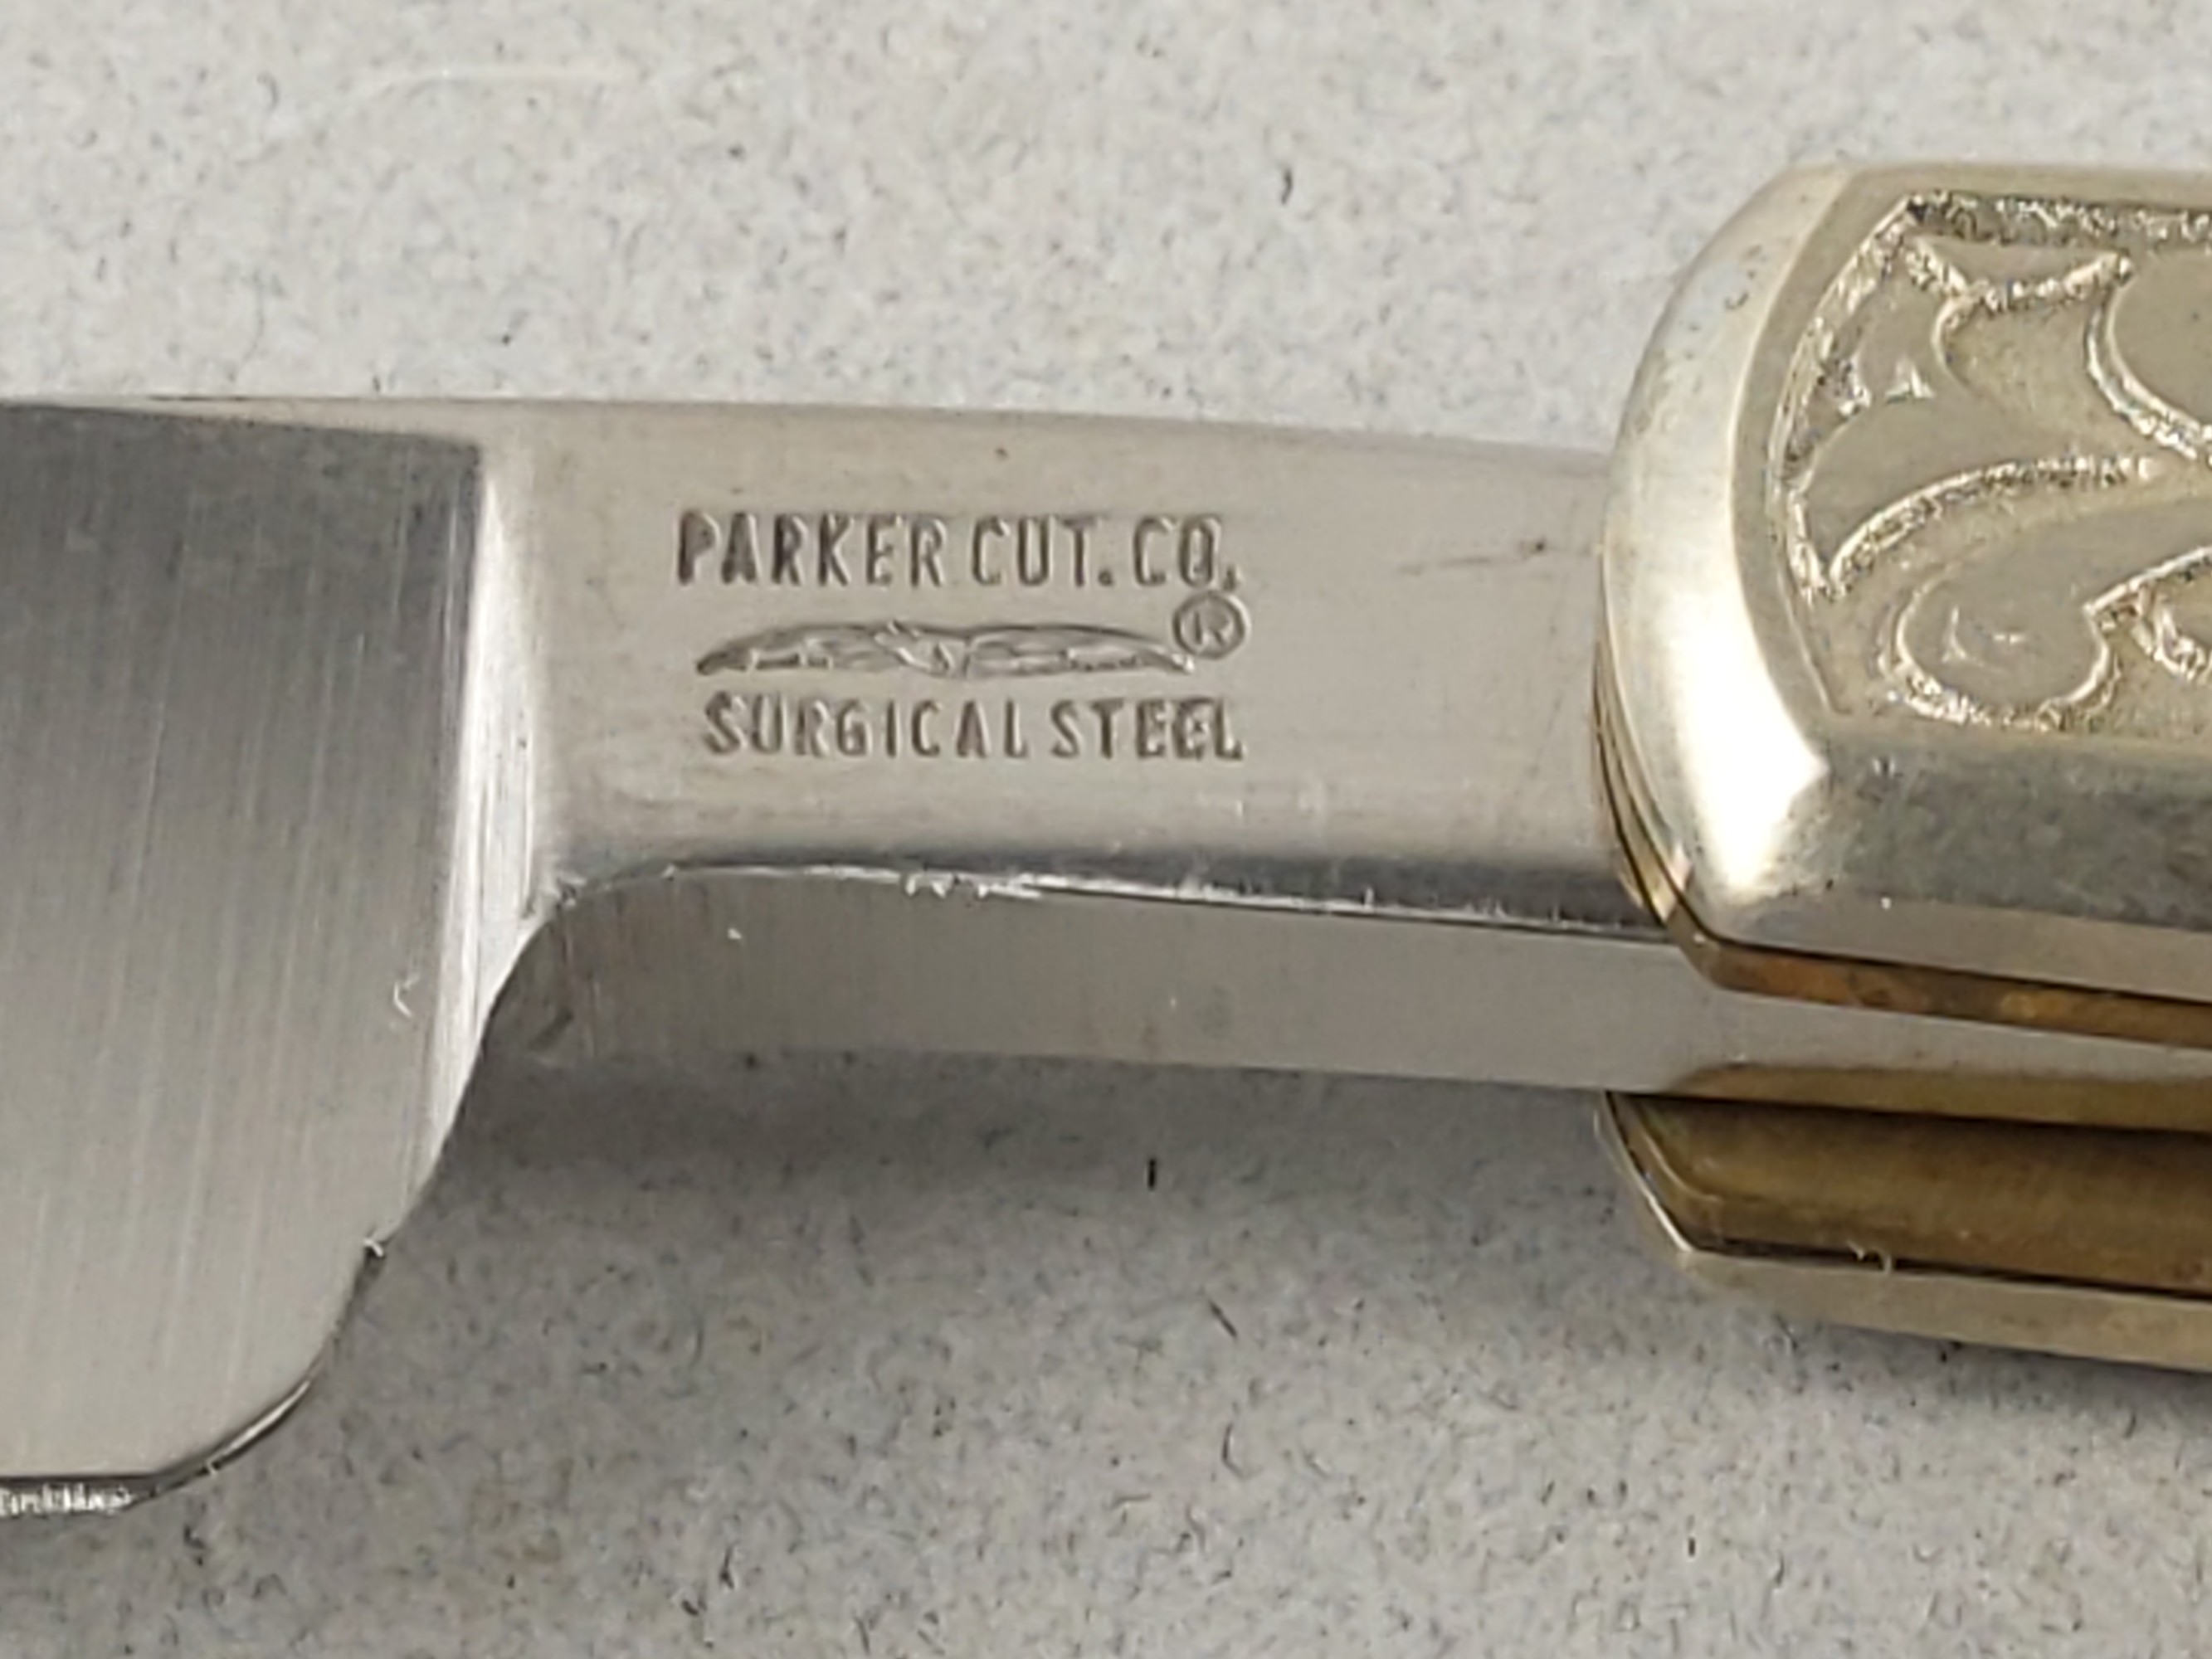 PARKER CUT. CO.
®
SURGICAL STEEL